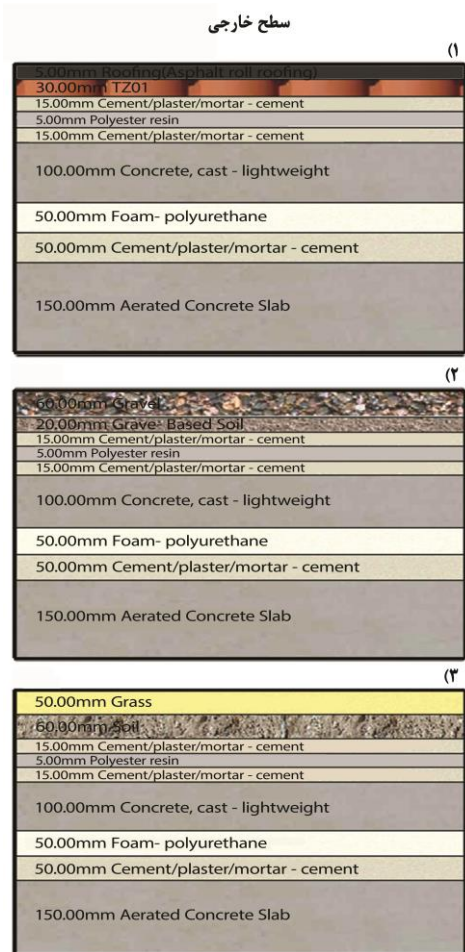 سطح خارجی
۱)
5.00mm Roofing(Asphalt roll roofing)
30.00mm TZ01
15.00mm Cement/plaster/mortar - cement
5.00mm Polyester resin
15.00mm Cement/plaster/mortar - cement
100.00mm Concrete, cast - lightweight
50.00mm Foam- polyurethane
50.00mm Cement/plaster/mortar - cement
150.00mm Aerated Concrete Slab
۲)
60.00mm Gravel
20.00mm Grave- Based Soil
15.00mm Cement/plaster/mortar - cement
5.00mm Polyester resin
15.00mm Cement/plaster/mortar - cement
100.00mm Concrete, cast - lightweight
50.00mm Foam- polyurethane
50.00mm Cement/plaster/mortar - cement
150.00mm Aerated Concrete Slab
۳)
50.00mm Grass
60.00mm Soil
15.00mm Cement/plaster/mortar - cement
5.00mm Polyester resin
15.00mm Cement/plaster/mortar - cement
100.00mm Concrete, cast - lightweight
50.00mm Foam- polyurethane
50.00mm Cement/plaster/mortar - cement
150.00mm Aerated Concrete Slab